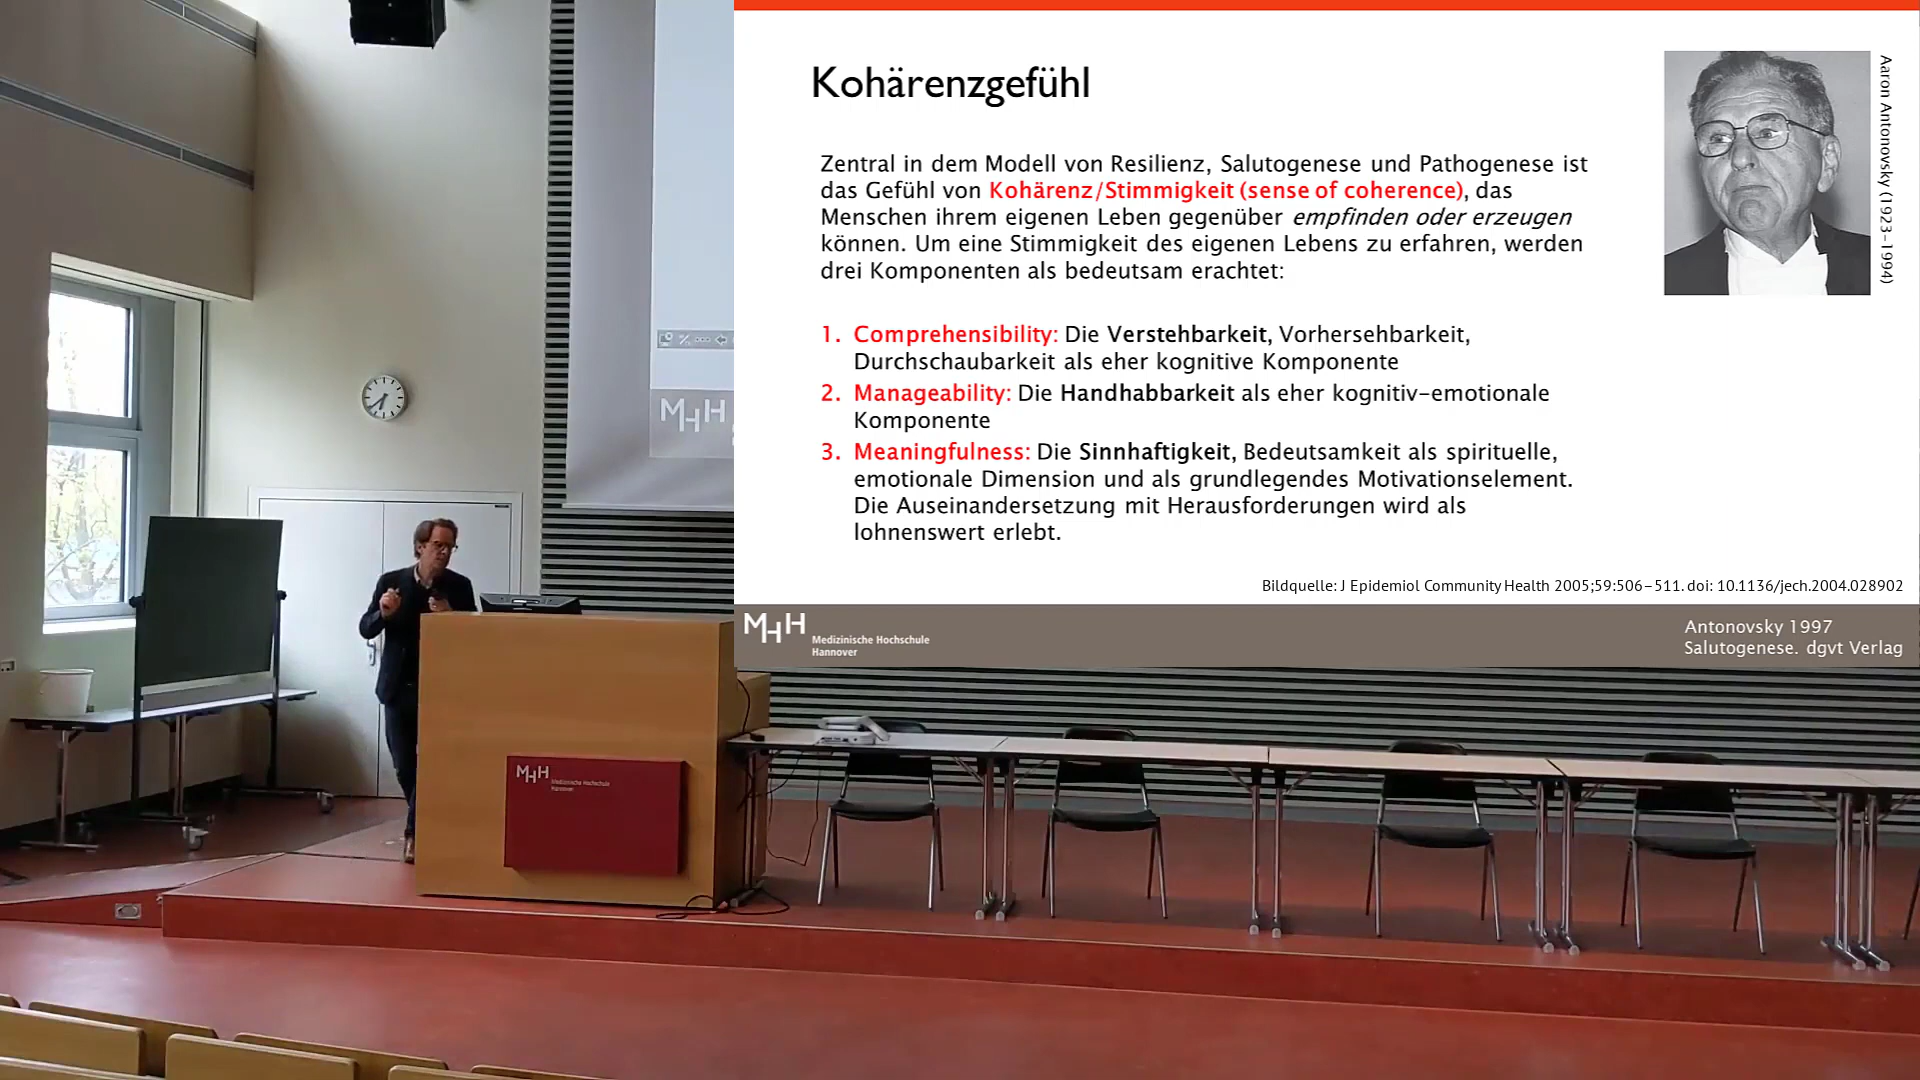 Kohärenzgefühl
Zentral in dem Modell von Resilienz, Salutogenese und Pathogenese ist
das Gefühl von Kohärenz/Stimmigkeit (sense of coherence), das
Menschen ihrem eigenen Leben gegenüber empfinden oder erzeugen
können. Um eine Stimmigkeit des eigenen Lebens zu erfahren, werden
drei Komponenten als bedeutsam erachtet:
1. Comprehensibility: Die Verstehbarkeit, Vorhersehbarkeit,
Durchschaubarkeit als eher kognitive Komponente
2. Manageability: Die Handhabbarkeit als eher kognitiv-emotionale
Komponente
3. Meaningfulness: Die Sinnhaftigkeit, Bedeutsamkeit als spirituelle,
emotionale Dimension und als grundlegendes Motivationselement.
Die Auseinandersetzung mit Herausforderungen wird als
lohnenswert erlebt.
Aaron Antonovsky (1923-1994)
Bildquelle: J Epidemiol Community Health 2005;59:506–511. doi: 10.1136/jech.2004.028902
MHH
Medizinische Hochschule
Hannover
Antonovsky 1997
Salutogenese. dgvt Verlag
MHH
MHH
Medizinische Hochschule
Hannover